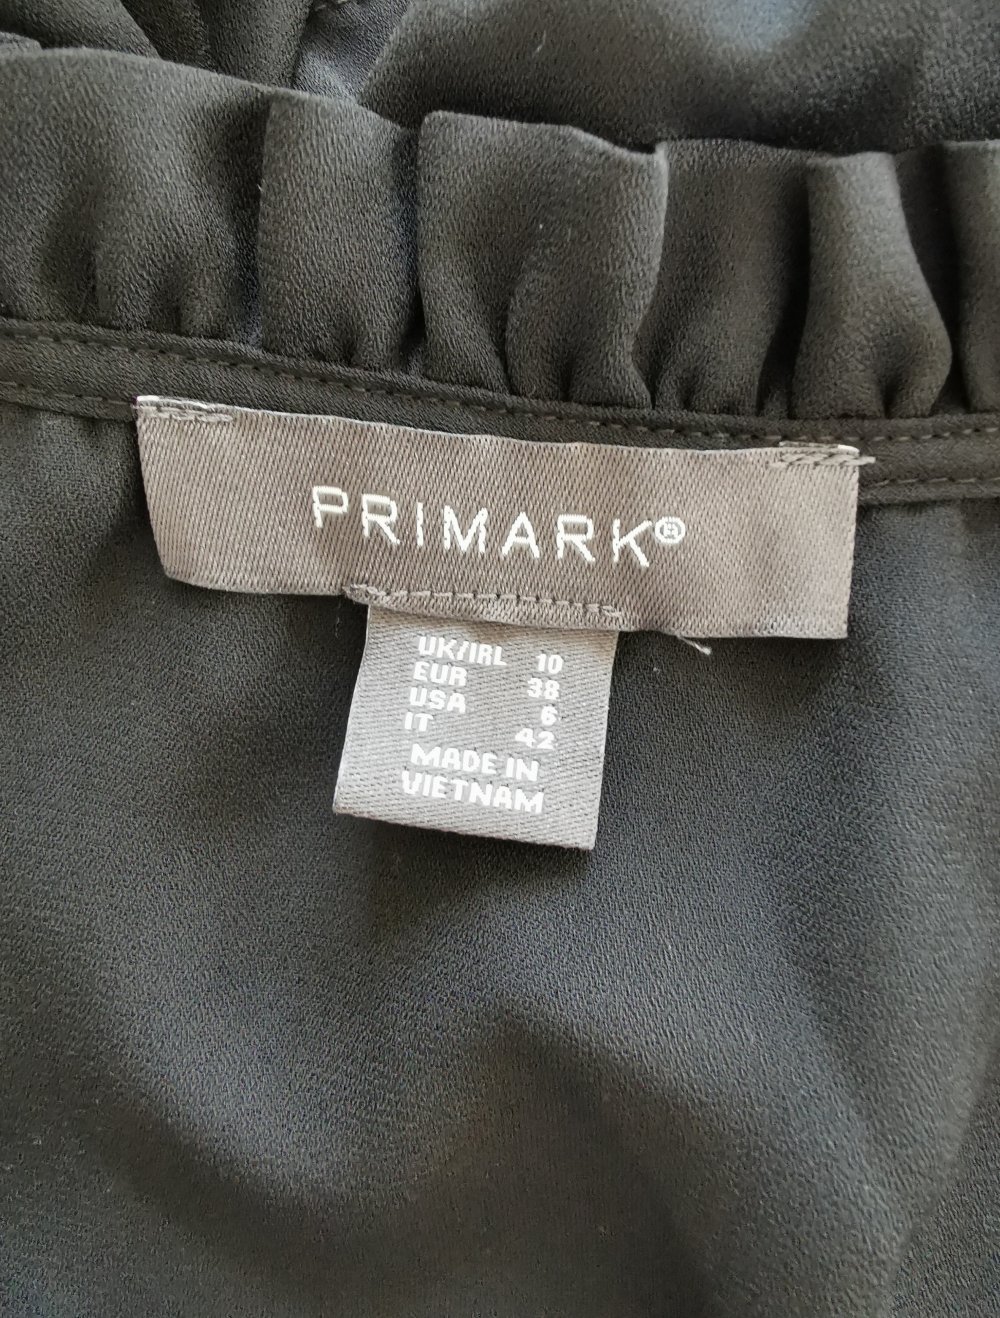 PRIMARK®
UK/IRL 10
EUR 38
USA 6
IT 42
MADE IN
VIETNAM